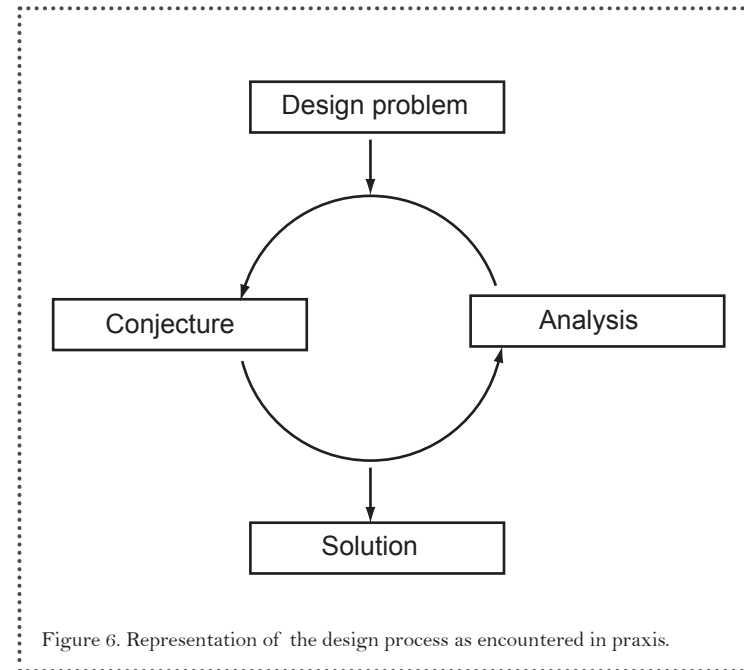 Design problem
Conjecture
Analysis
Solution
Figure 6. Representation of the design process as encountered in praxis.